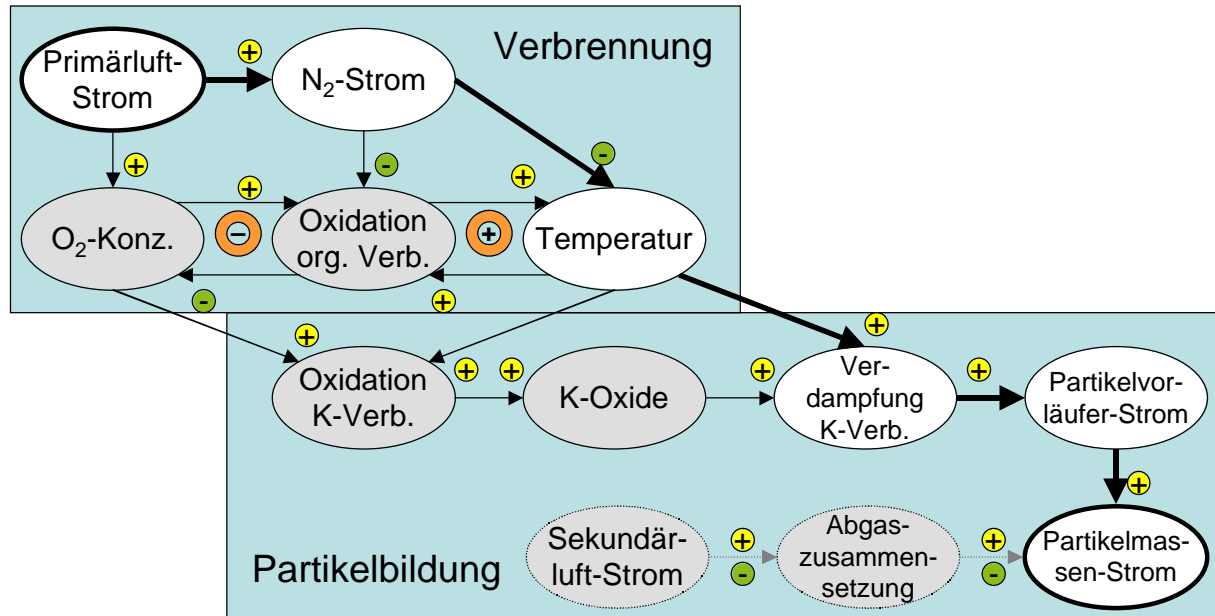 Verbrennung
Primärluft-
Strom
+
N₂-Strom
+
-
-
+
+
O₂-Konz.
−
Oxidation
org. Verb.
+
Temperatur
-
+
+
+
Oxidation
K-Verb.
+
+
K-Oxide
+
Ver-
dampfung
K-Verb.
+
Partikelvor-
läufer-Strom
+
Partikelbildung
Sekundär-
luft-Strom
+
-
Abgas-
zusammen-
setzung
+
-
Partikelmas-
sen-Strom